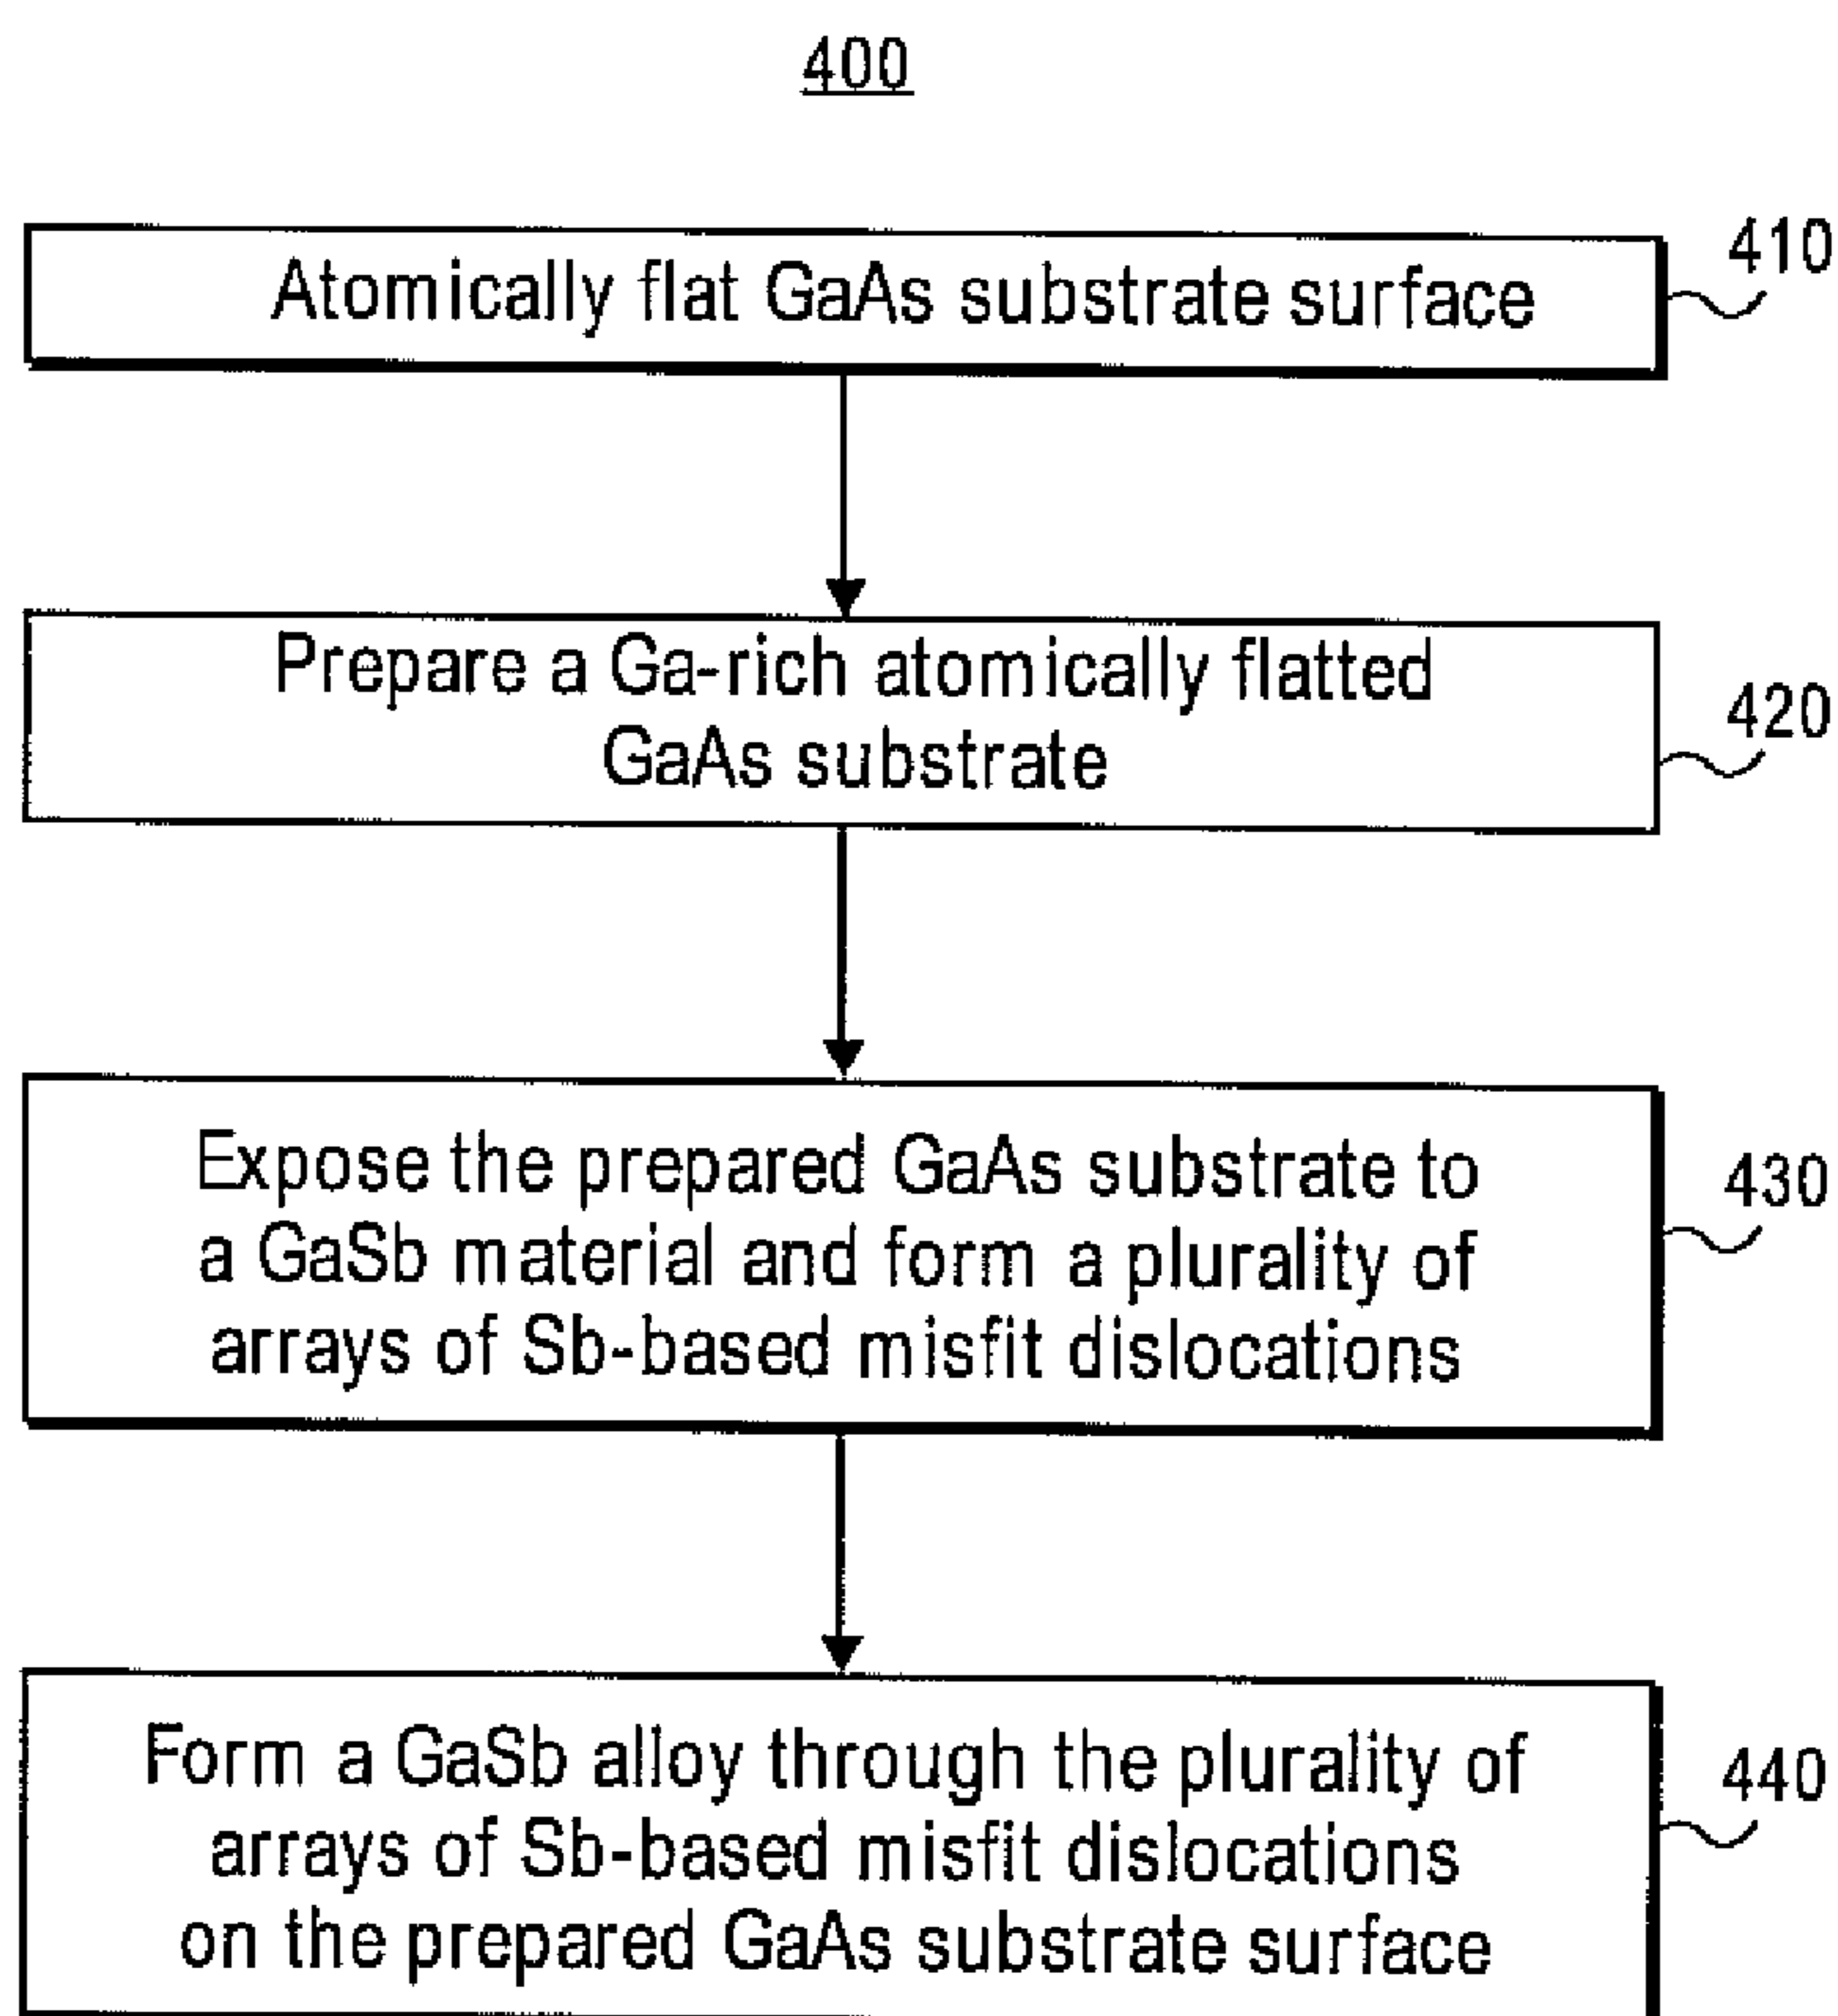 400
Atomically flat GaAs substrate surface
410
Prepare a Ga-rich atomically flatted
GaAs substrate
420
Expose the prepared GaAs substrate to
a GaSb material and form a plurality of
arrays of Sb-based misfit dislocations
430
Form a GaSb alloy through the plurality of
arrays of Sb-based misfit dislocations
on the prepared GaAs substrate surface
440